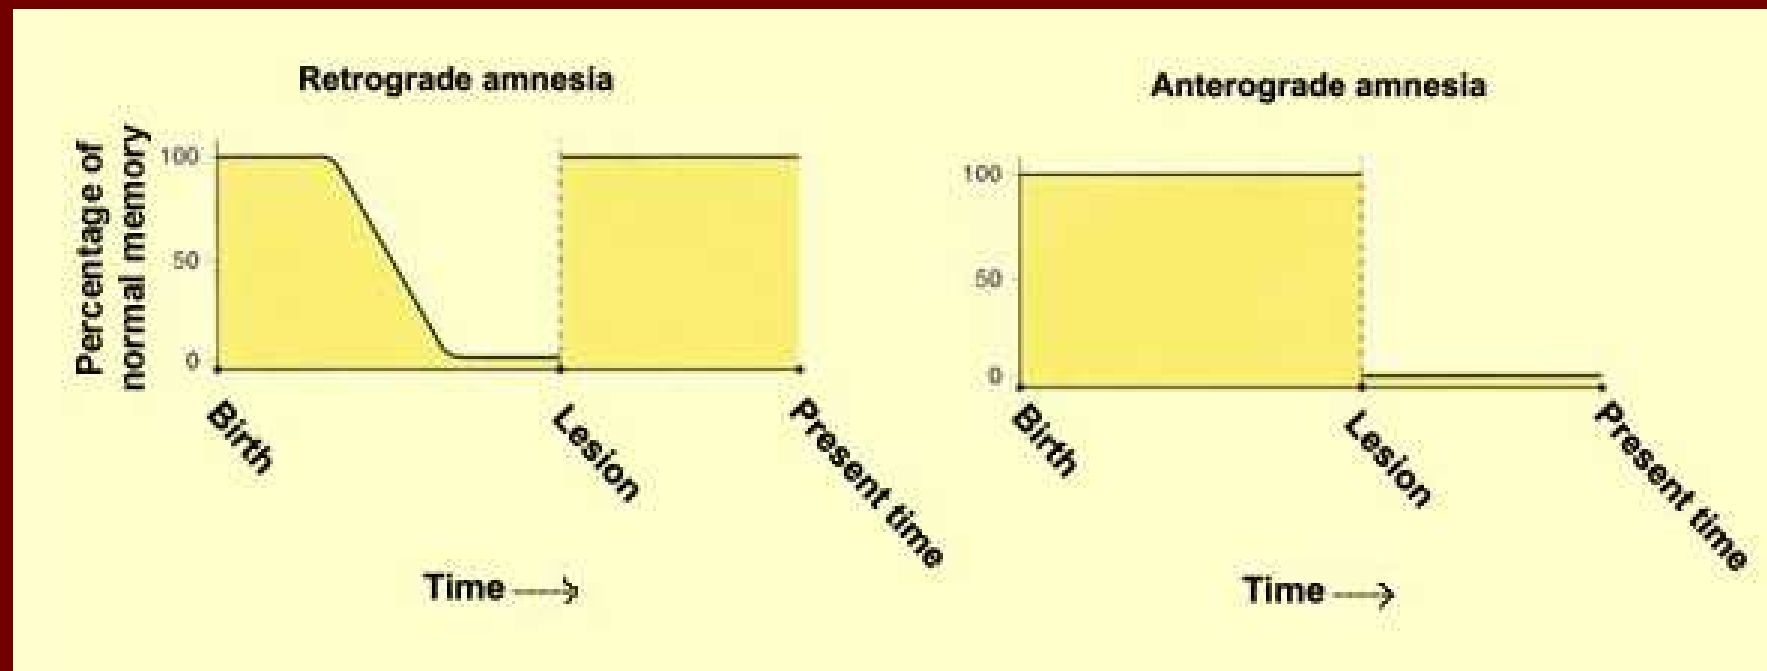 Retrograde amnesia
Percentage of
normal memory
100
50
0
Birth
Lesion
Present time
Time
Anterograde amnesia
100
50
0
Birth
Lesion
Present time
Time